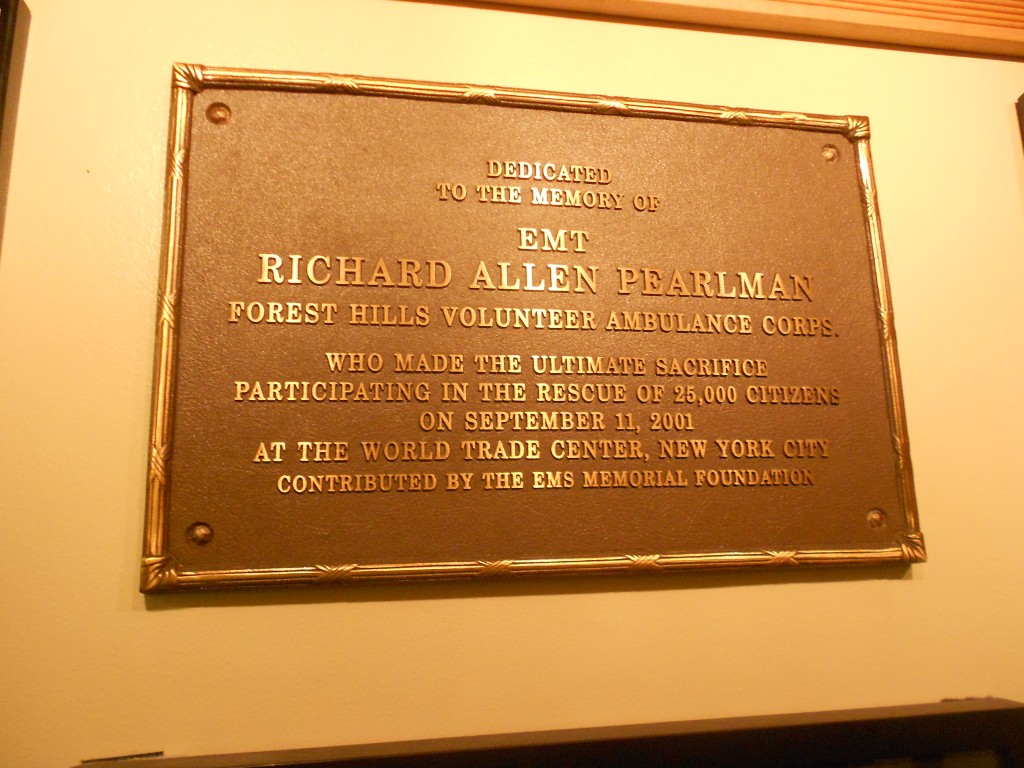 DEDICATED
TO THE MEMORY OF
EMT
RICHARD ALLEN PEARLMAN
FOREST HILLS VOLUNTEER AMBULANCE CORPS.
WHO MADE THE ULTIMATE SACRIFICE
PARTICIPATING IN THE RESCUE OF 25,000 CITIZENS
ON SEPTEMBER 11, 2001
AT THE WORLD TRADE CENTER, NEW YORK CITY
CONTRIBUTED BY THE EMS MEMORIAL FOUNDATION